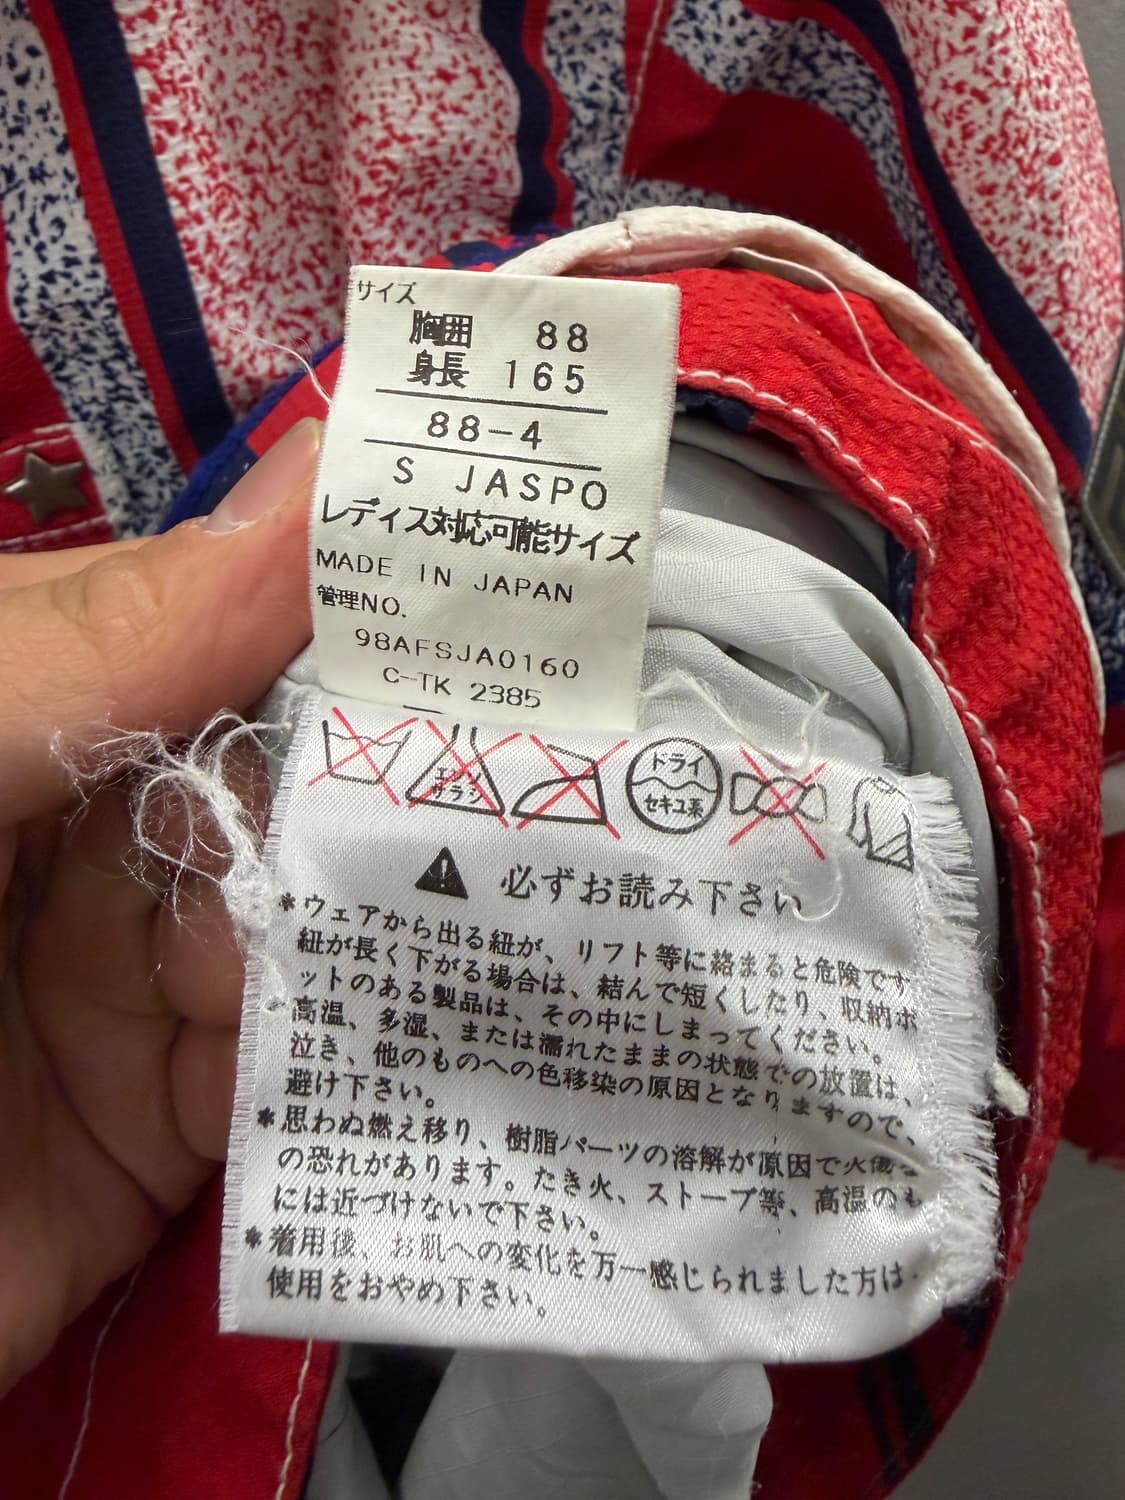 サイズ
胸囲 88
身長 165
88-4
S JASPO
レディス対応可能サイズ
MADE IN JAPAN
管理NO.
98AFSJA0160
C-TK 2385
エンソ
サラシ
ドライ
セキユ系
必ずお読み下さい
*ウェアから出る紐が、リフト等に絡まると危険です
紐が長く下がる場合は、結んで短くしたり、収納ポ
ットのある製品は、その中にしまってください。
高温、多湿、または濡れたままの状態での放置は、
泣き、他のものへの色移染の原因となりますので、
避け下さい。
*思わぬ燃え移り、樹脂パーツの溶解が原因で火傷
の恐れがあります。たき火、ストーブ等、高温のも
には近づけないで下さい。
*着用後、お肌への変化を万一感じられました方は
使用をおやめ下さい。